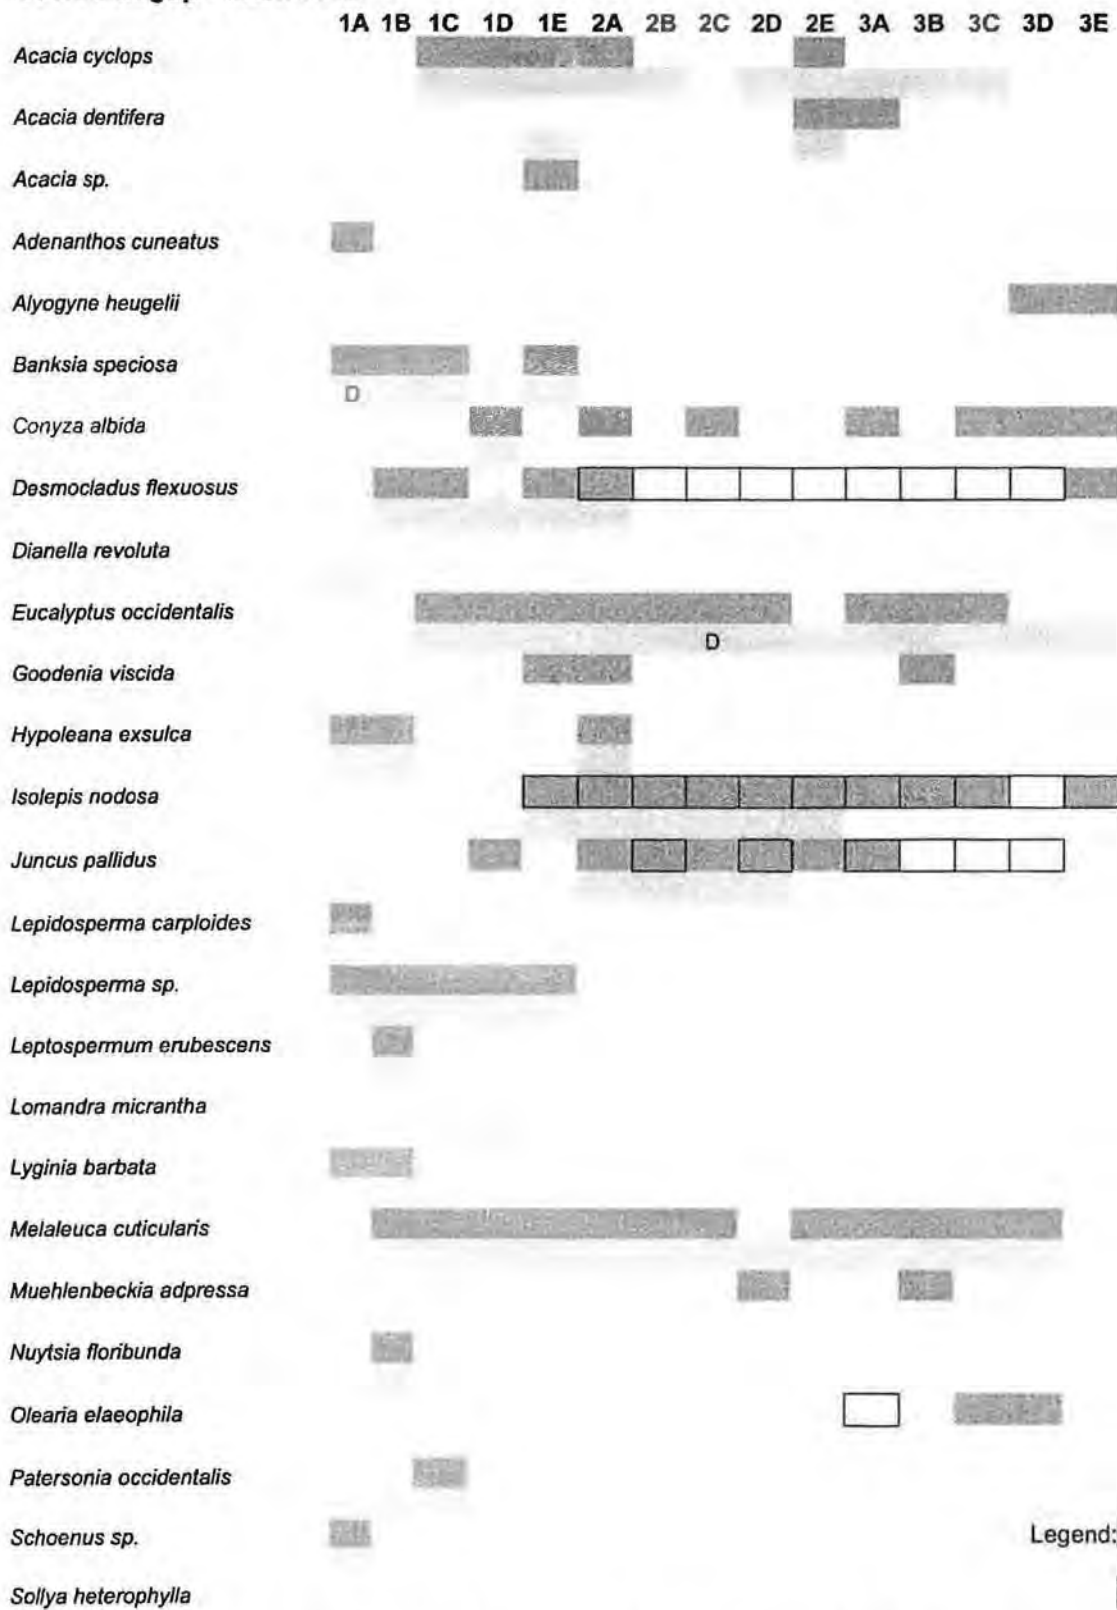 1A 1B 1C 1D 1E 2A 2B 2C 2D 2E 3A 3B 3C 3D 3E
Acacia cyclops
Acacia dentifera
Acacia sp.
Adenanthos cuneatus
Alyogyne heugelii
Banksia speciosa
D
Conyza albida
Desmocladus flexuosus
Dianella revoluta
Eucalyptus occidentalis
D
Goodenia viscida
Hypoleana exsulca
Isolepis nodosa
Juncus pallidus
Lepidosperma carploides
Lepidosperma sp.
Leptospermum erubescens
Lomandra micrantha
Lyginia barbata
Melaleuca cuticularis
Muehlenbeckia adpressa
Nuytsia floribunda
Olearia elaeophila
Patersonia occidentalis
Schoenus sp. Legend:
Sollya heterophylla